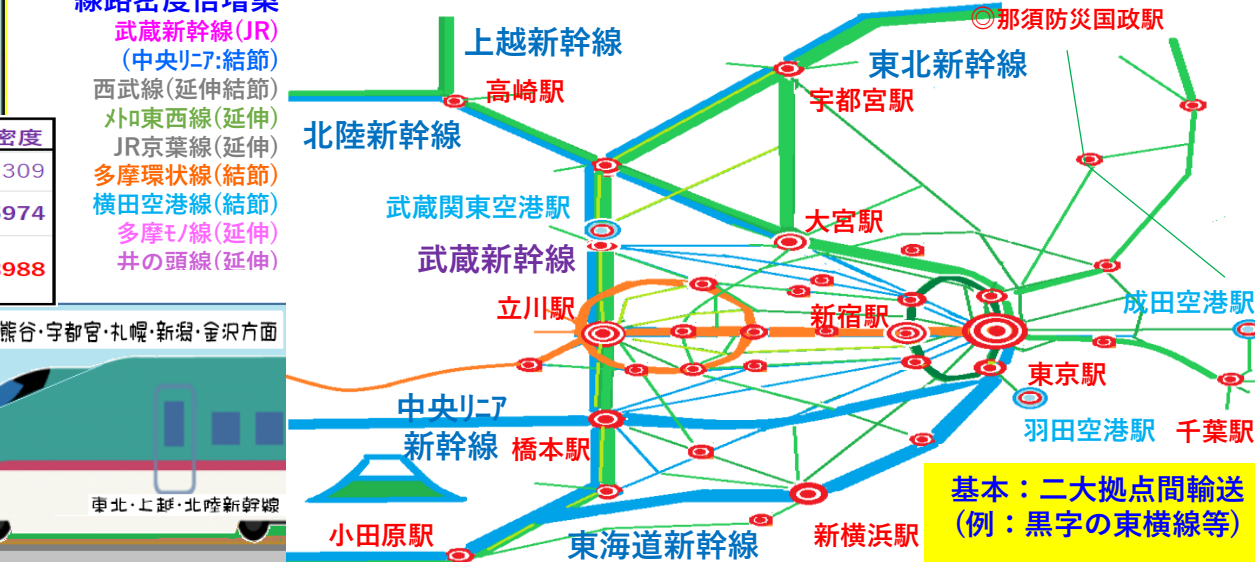 線路密度倍増案
武蔵新幹線(JR)
(中央リニア:結節)
西武線(延伸結節)
メトロ東西線(延伸)
JR京葉線(延伸)
多摩環状線(結節)
横田空港線(結節)
多摩モノ線(延伸)
井の頭線(延伸)
密度
309
974
988
熊谷・宇都宮・札幌・新潟・金沢方面
東北・上越・北陸新幹線
上越新幹線
高崎駅
北陸新幹線
◎那須防災国政駅
東北新幹線
宇都宮駅
武蔵関東空港駅
大宮駅
武蔵新幹線
立川駅
新宿駅
成田空港駅
東京駅
中央リニア
新幹線
橋本駅
羽田空港駅
千葉駅
小田原駅
東海道新幹線
新横浜駅
基本：二大拠点間輸送
(例：黒字の東横線等)